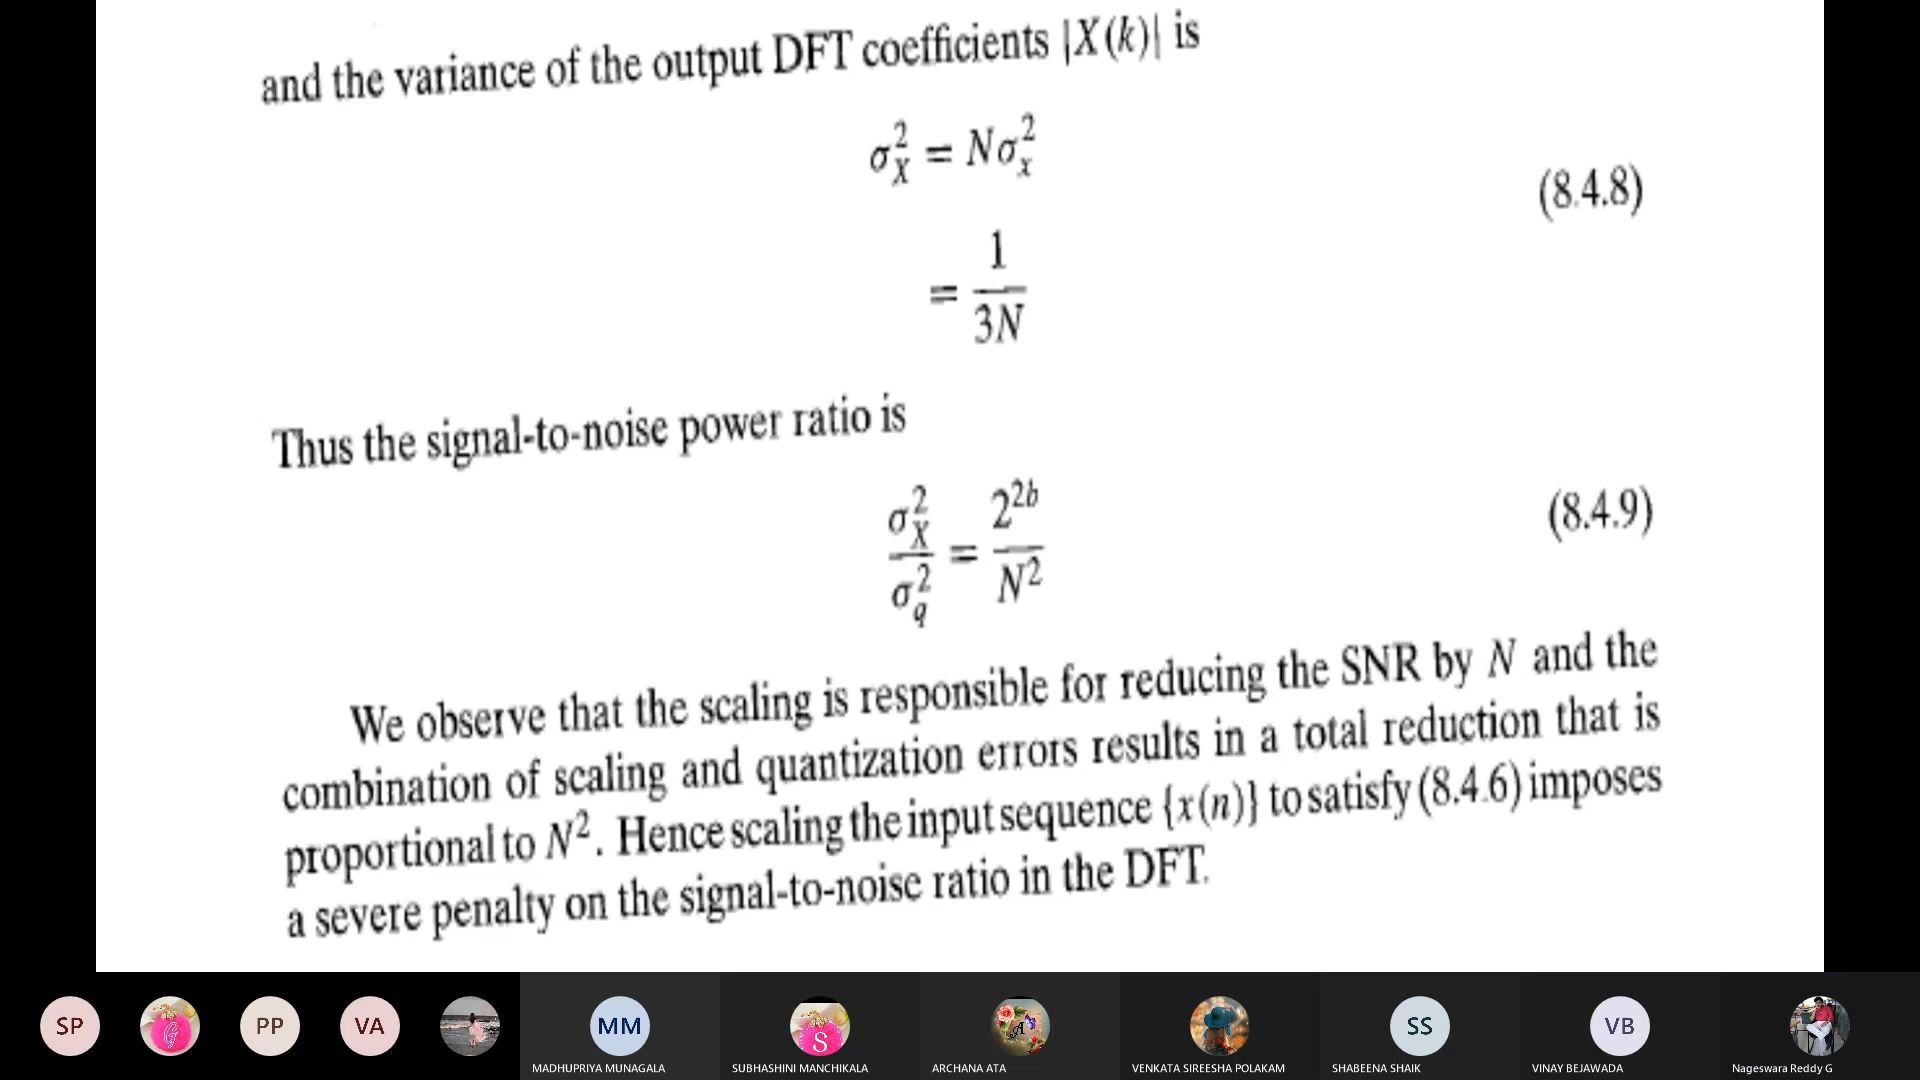 and the variance of the output DFT coefficients |X(k)| is
σ_X^2 = Nσ_x^2
(8.4.8)
= 1/3N
Thus the signal-to-noise power ratio is
σ_X^2/σ_q^2 = 2^{2b}/N^2
(8.4.9)
We observe that the scaling is responsible for reducing the SNR by N and the
combination of scaling and quantization errors results in a total reduction that is
proportional to N². Hence scaling the input sequence {x(n)} to satisfy (8.4.6) imposes
a severe penalty on the signal-to-noise ratio in the DFT.
SP
G
PP
VA
MM
S
A
SS
VB
MADHUPRIYA MUNAGALA
SUBHASHINI MANCHIKALA
ARCHANA ATA
VENKATA SIREESHA POLAKAM
SHABEENA SHAIK
VINAY BEJAWADA
Nageswara Reddy G